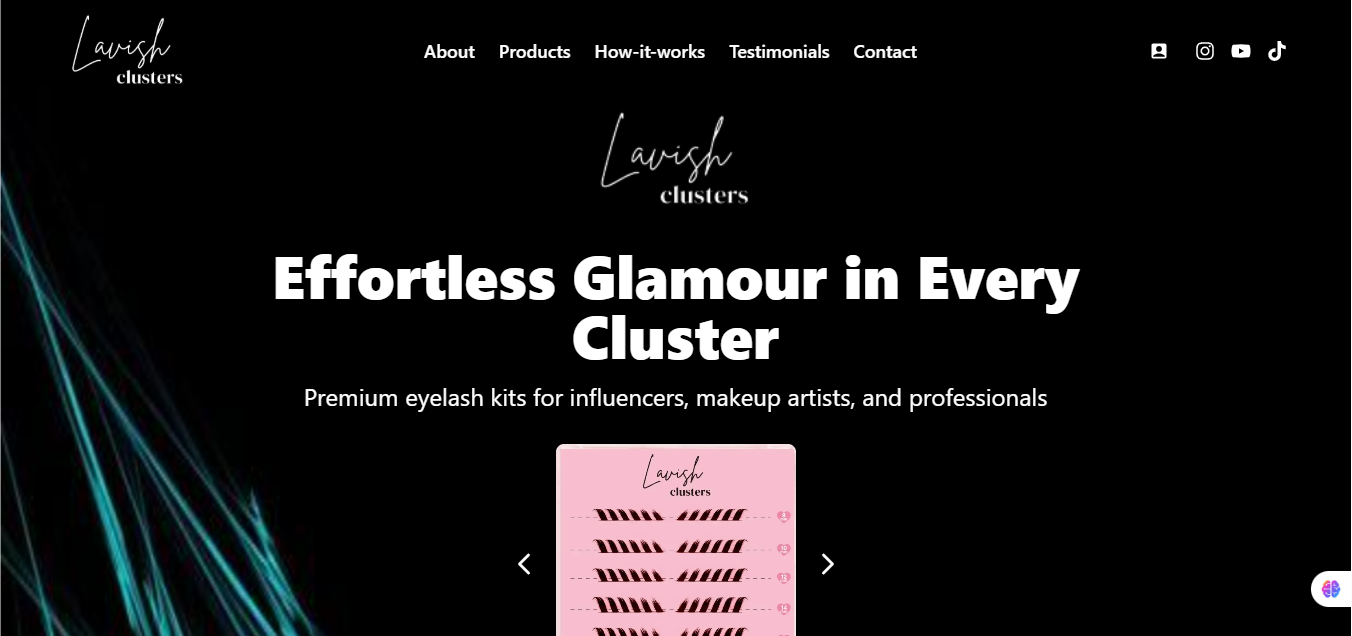 Lavish
clusters
About
Products
How-it-works
Testimonials
Contact
Lavish
clusters
Effortless Glamour in Every
Cluster
Premium eyelash kits for influencers, makeup artists, and professionals
Lavish
clusters